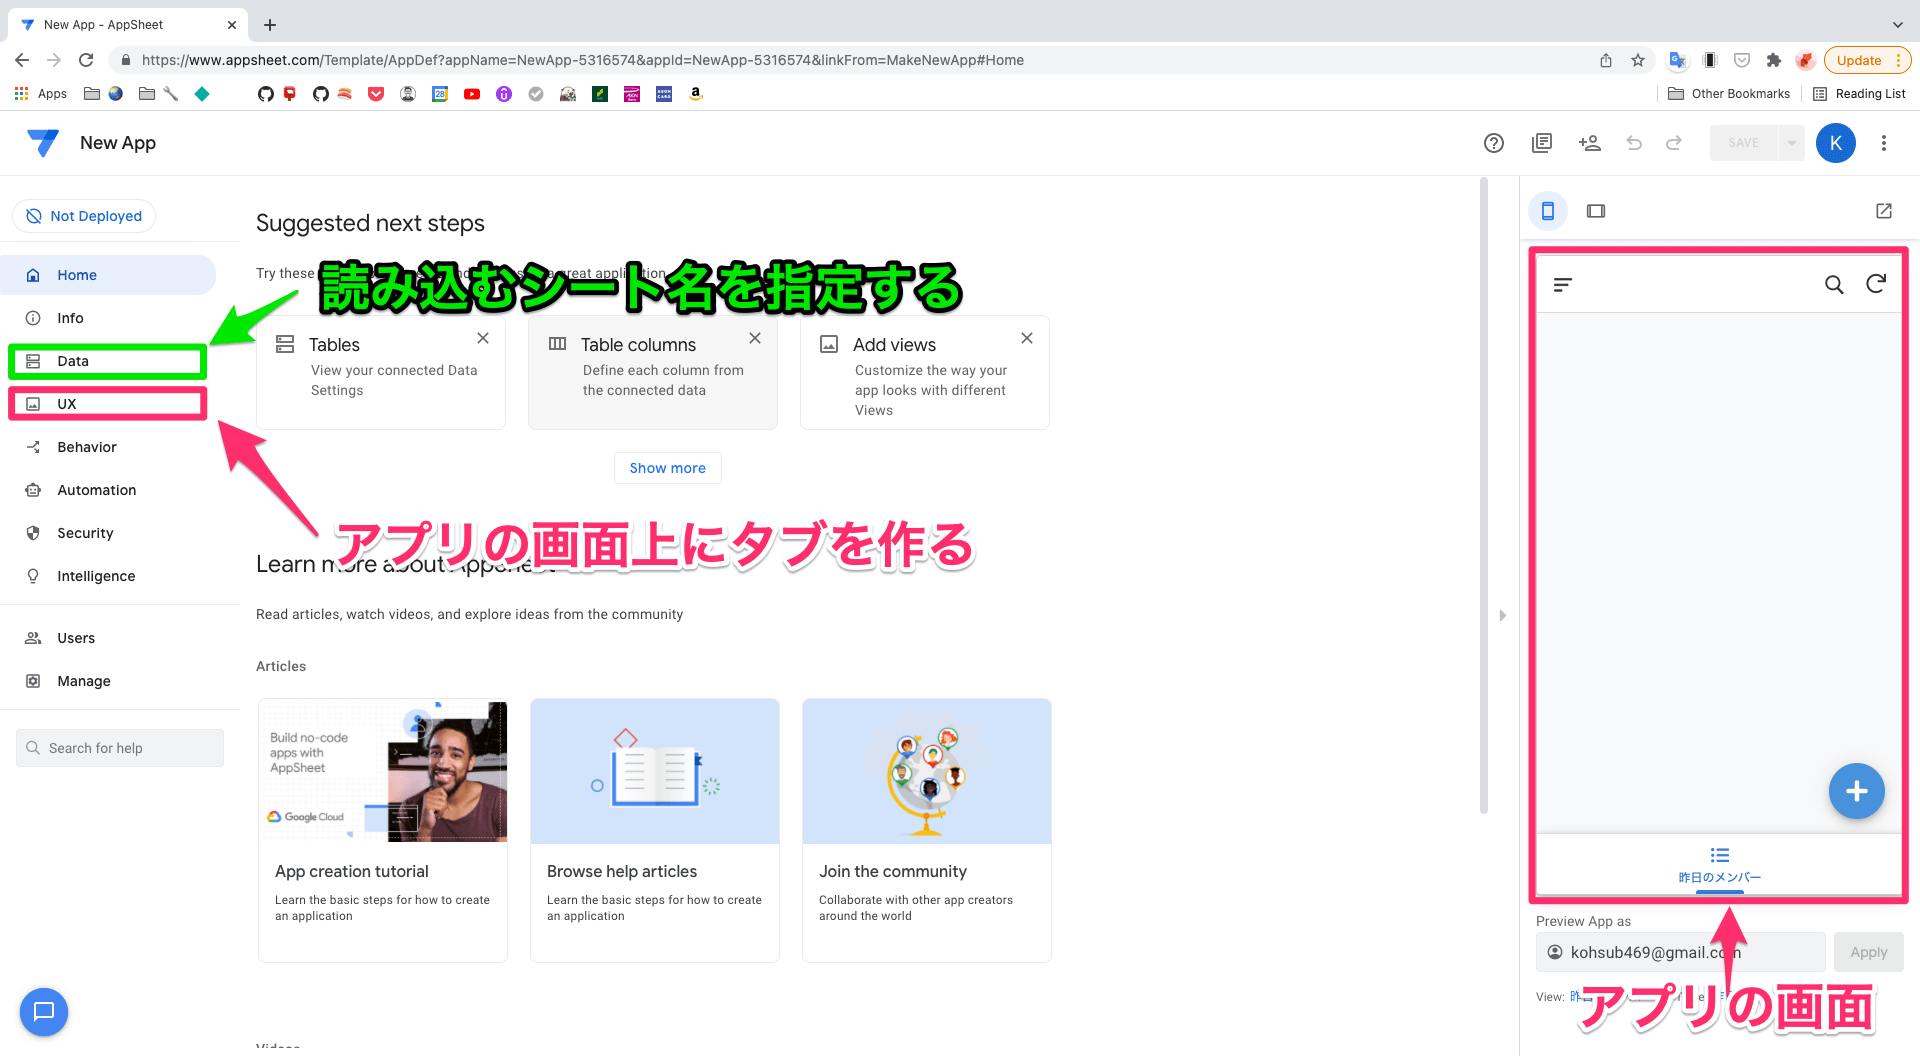 New App - AppSheet
https://www.appsheet.com/Template/AppDef?appName=NewApp-5316574&appId=NewApp-5316574&linkFrom=MakeNewApp#Home
Update
Apps
28
Other Bookmarks
Reading List
New App
SAVE
K
Not Deployed
Home
Info
Data
UX
Behavior
Automation
Security
Intelligence
Users
Manage
Search for help
Suggested next steps
Try these
great application
読み込むシート名を指定する
Tables
View your connected Data
Settings
Table columns
Define each column from
the connected data
Add views
Customize the way your
app looks with different
Views
Show more
アプリの画面上にタブを作る
Learn more about AppSheet
Read articles, watch videos, and explore ideas from the community
Articles
Build no-code
apps with
AppSheet
Google Cloud
App creation tutorial
Learn the basic steps for how to create
an application
Browse help articles
Learn the basic steps for how to create
an application
Join the community
Collaborate with other app creators
around the world
Videos
昨日のメンバー
Preview App as
kohsub469@gmail.com
Apply
View:
アプリの画面